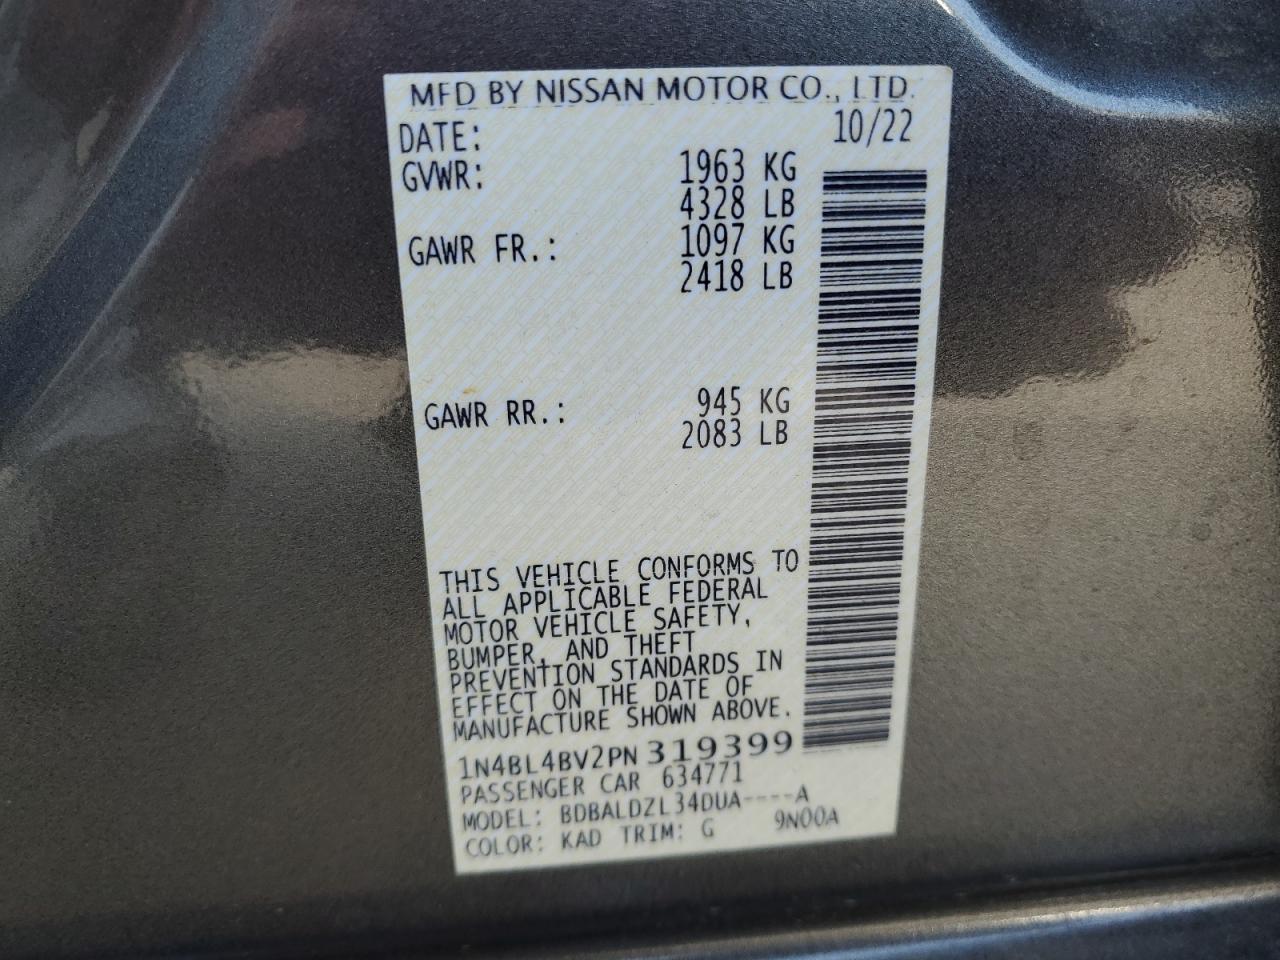 MFD BY NISSAN MOTOR CO., LTD.
DATE: 10/22
GVWR: 1963 KG
4328 LB
GAWR FR.: 1097 KG
2418 LB
GAWR RR.: 945 KG
2083 LB
THIS VEHICLE CONFORMS TO
ALL APPLICABLE FEDERAL
MOTOR VEHICLE SAFETY,
BUMPER, AND THEFT
PREVENTION STANDARDS IN
EFFECT ON THE DATE OF
MANUFACTURE SHOWN ABOVE.
1N4BL4BV2PN319399
PASSENGER CAR 634771
MODEL: BDBALDZL34DUA----A
COLOR: KAD TRIM: G 9N00A